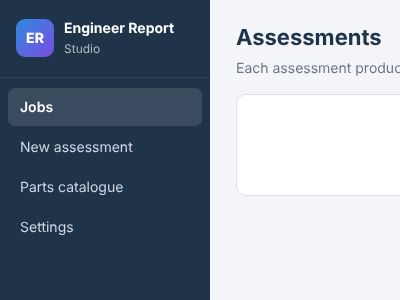 ER
Engineer Report
Studio
Jobs
New assessment
Parts catalogue
Settings
Assessments
Each assessment produc